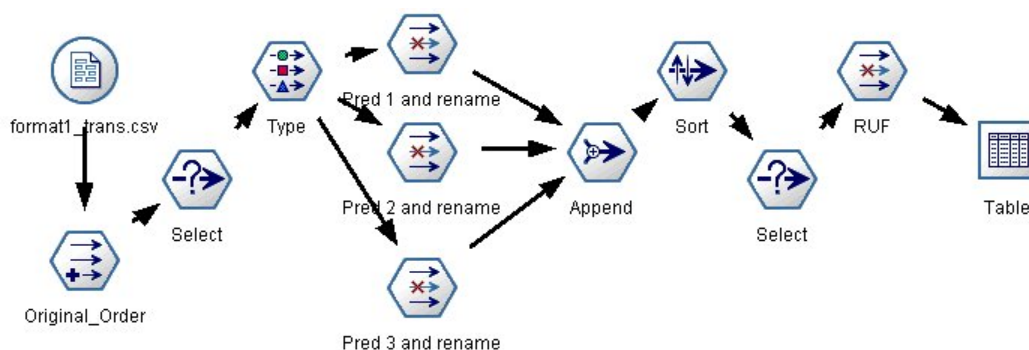 format1_trans.csv
Original_Order
Select
Type
Pred 1 and rename
Pred 2 and rename
Pred 3 and rename
Append
Sort
Select
RUF
Table